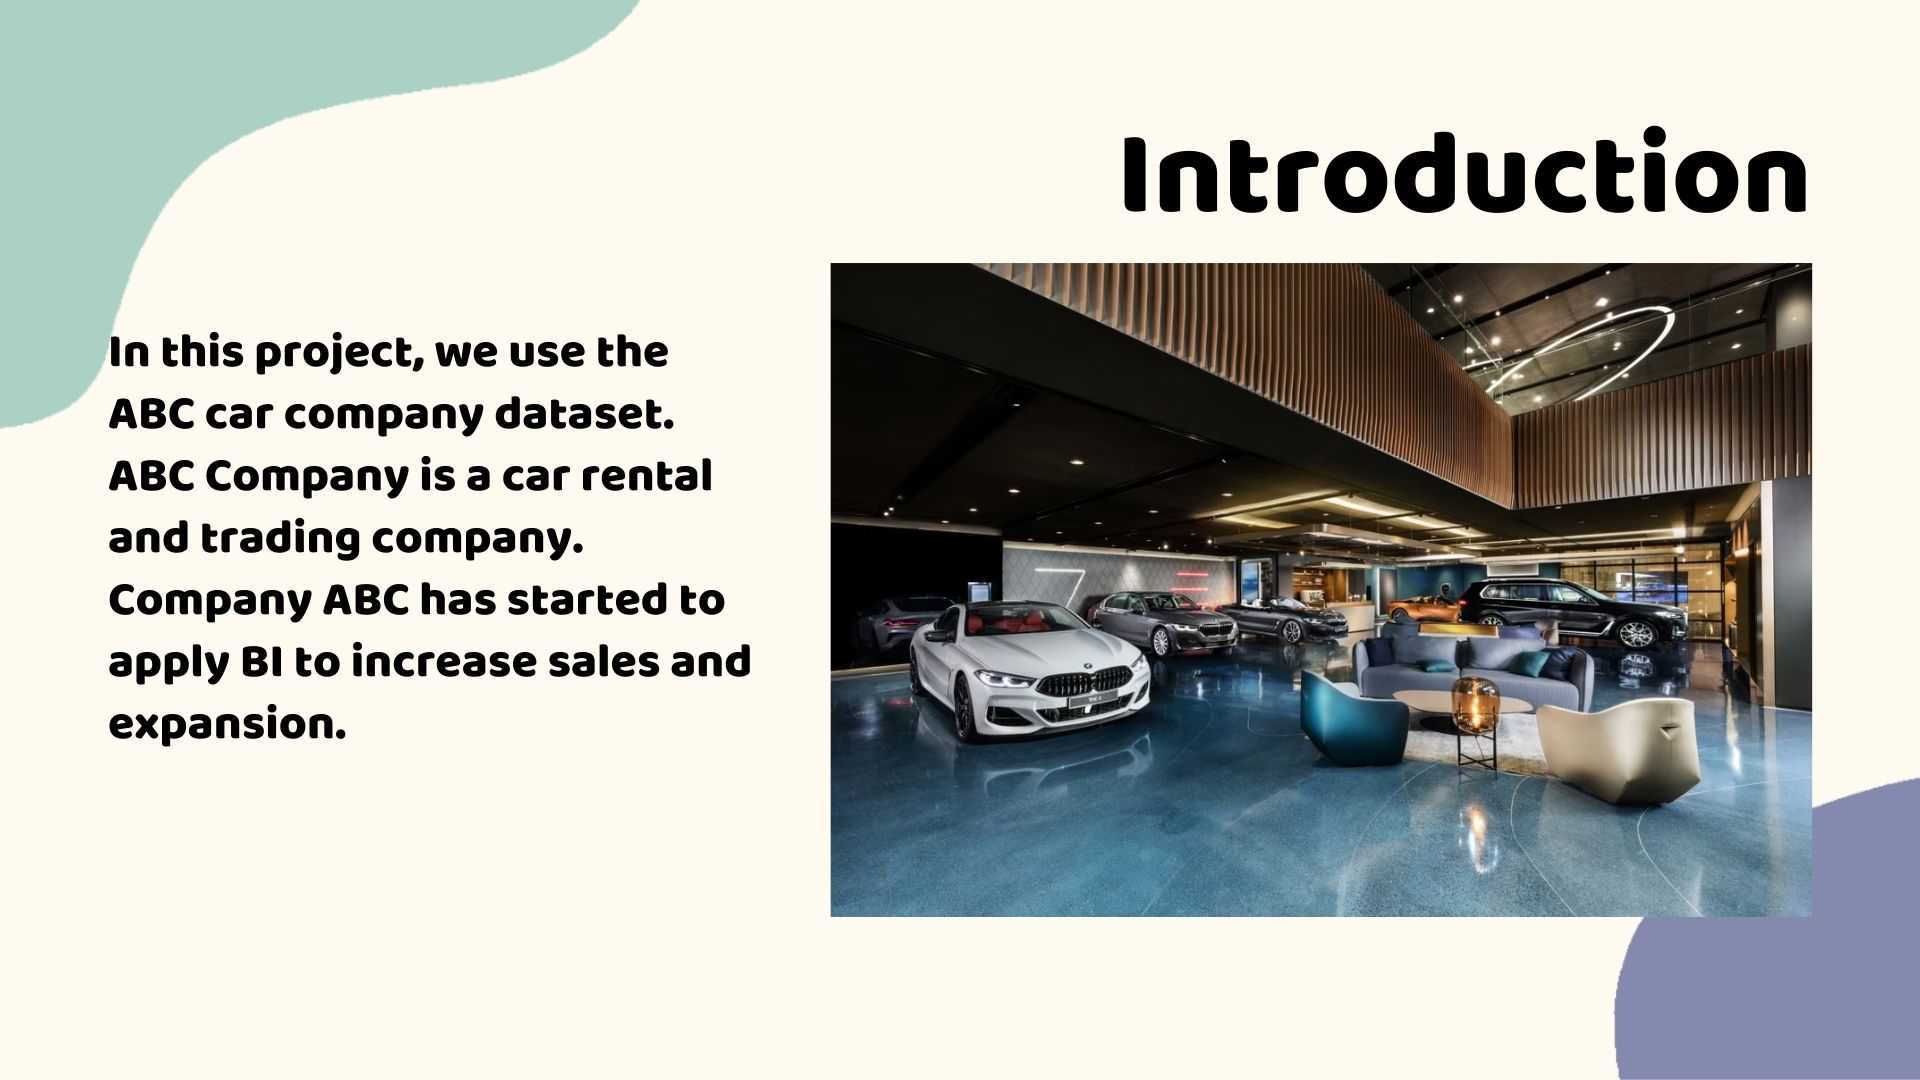 Introduction
In this project, we use the
ABC car company dataset.
ABC Company is a car rental
and trading company.
Company ABC has started to
apply BI to increase sales and
expansion.